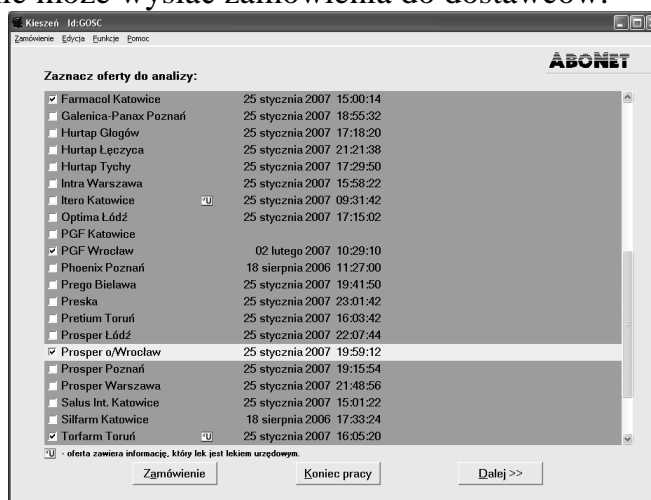 nie może wysłać zamówienia do dostawców.
Kieszeń Id:GOSC
Zamówienie Edycja Funkcje Pomoc
ABONET
Zaznacz oferty do analizy:
Farmacol Katowice 25 stycznia 2007 15:00:14
Galenica-Panax Poznań 25 stycznia 2007 18:55:32
Hurtap Głogów 25 stycznia 2007 17:18:20
Hurtap Łęczyca 25 stycznia 2007 21:21:38
Hurtap Tychy 25 stycznia 2007 17:29:50
Intra Warszawa 25 stycznia 2007 15:58:22
Itero Katowice *U 25 stycznia 2007 09:31:42
Optima Łódź 25 stycznia 2007 17:15:02
PGF Katowice
PGF Wrocław 02 lutego 2007 10:29:10
Phoenix Poznań 18 sierpnia 2006 11:27:00
Prego Bielawa 25 stycznia 2007 19:41:50
Preska 25 stycznia 2007 23:01:42
Pretium Toruń 25 stycznia 2007 16:03:42
Prosper Łódź 25 stycznia 2007 22:07:44
Prosper o/Wrocław 25 stycznia 2007 19:59:12
Prosper Poznań 25 stycznia 2007 19:15:54
Prosper Warszawa 25 stycznia 2007 21:48:56
Salus Int. Katowice 25 stycznia 2007 15:01:22
Silfarm Katowice 18 sierpnia 2006 17:33:24
Torfarm Toruń *U 25 stycznia 2007 16:05:20
*U - oferta zawiera informację, który lek jest lekiem urzędowym.
Zamówienie Koniec pracy Dalej >>